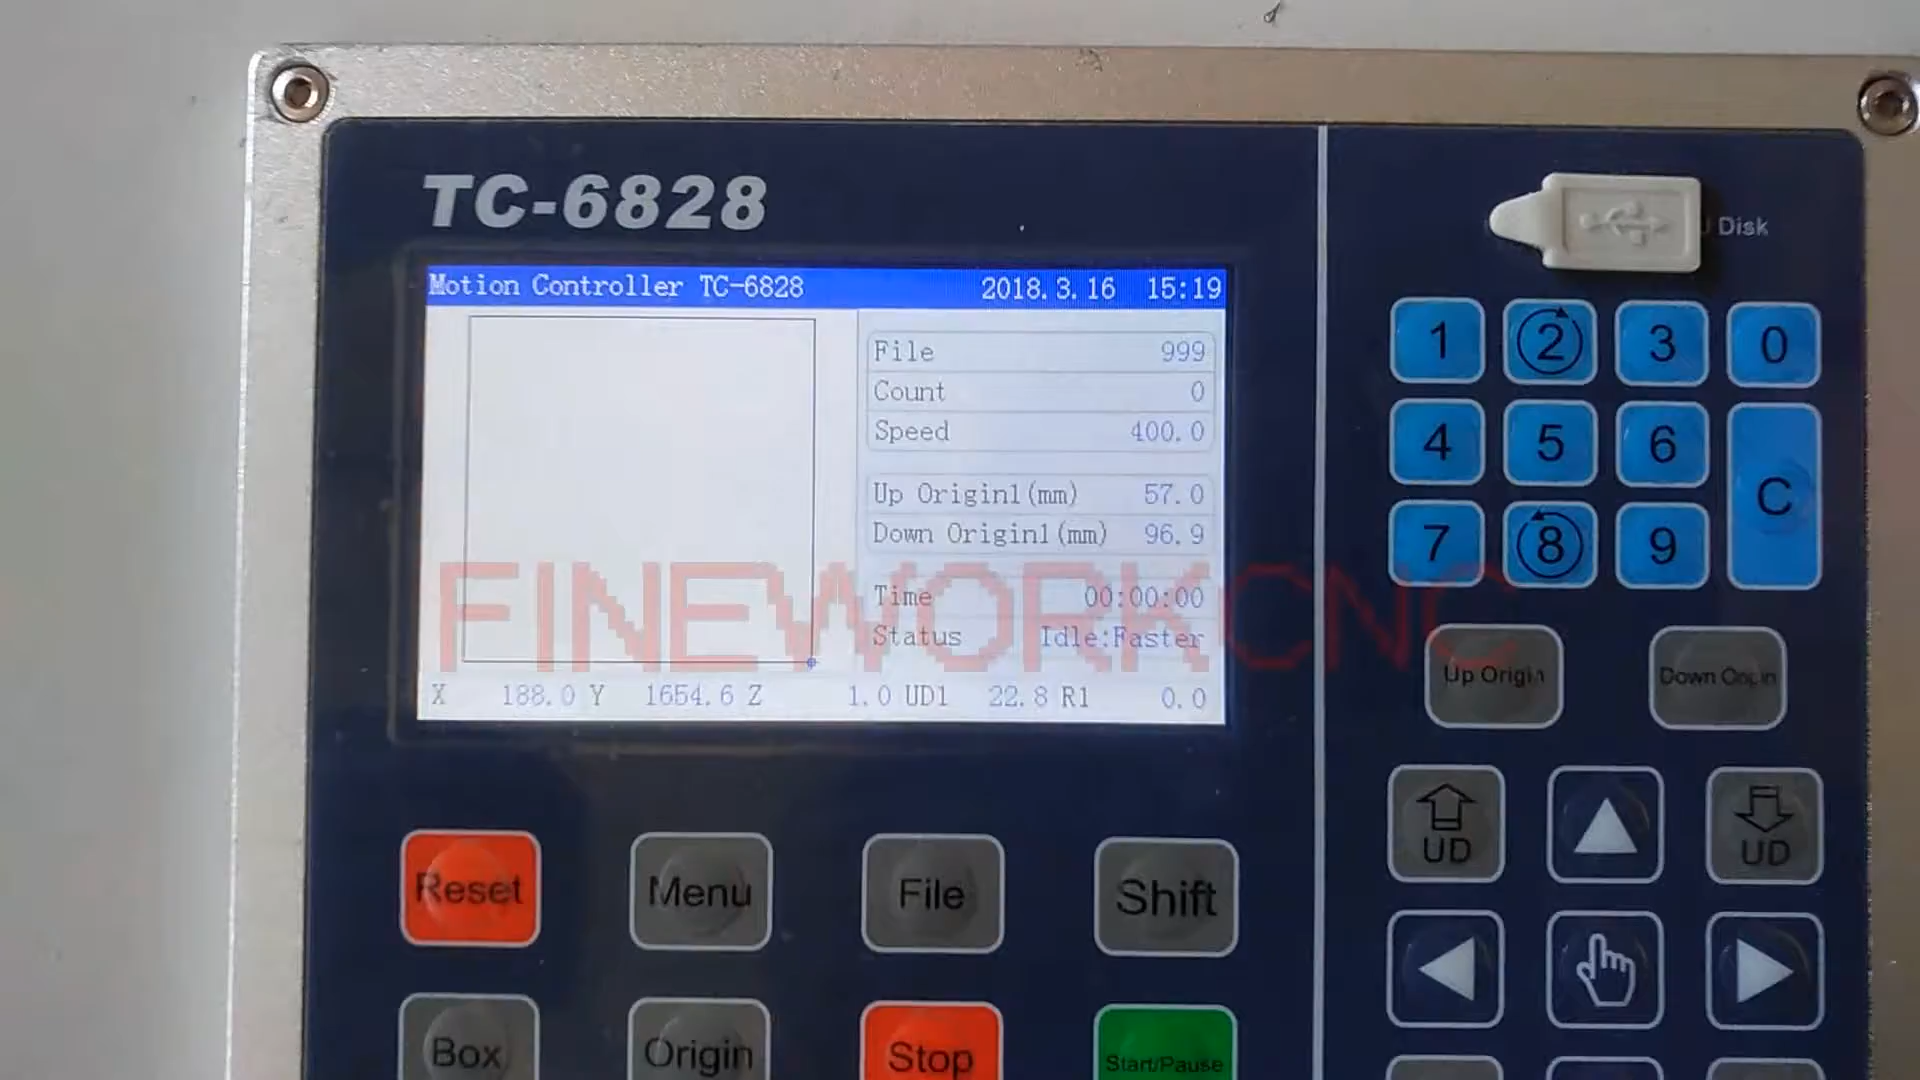 TC-6828
U Disk
Motion Controller TC-6828 2018.3.16 15:19
File 999
Count 0
Speed 400.0
Up Origin1(mm) 57.0
Down Origin1(mm) 96.9
Time 00:00:00
Status Idle:Faster
X 188.0 Y 1654.6 Z 1.0 UD1 22.8 R1 0.0
FINEWORKCNC
1 2 3 0
4 5 6
C
7 8 9
Up Origin Down Origin
UD UD
Reset Menu File Shift
Box Origin Stop Start/Pause